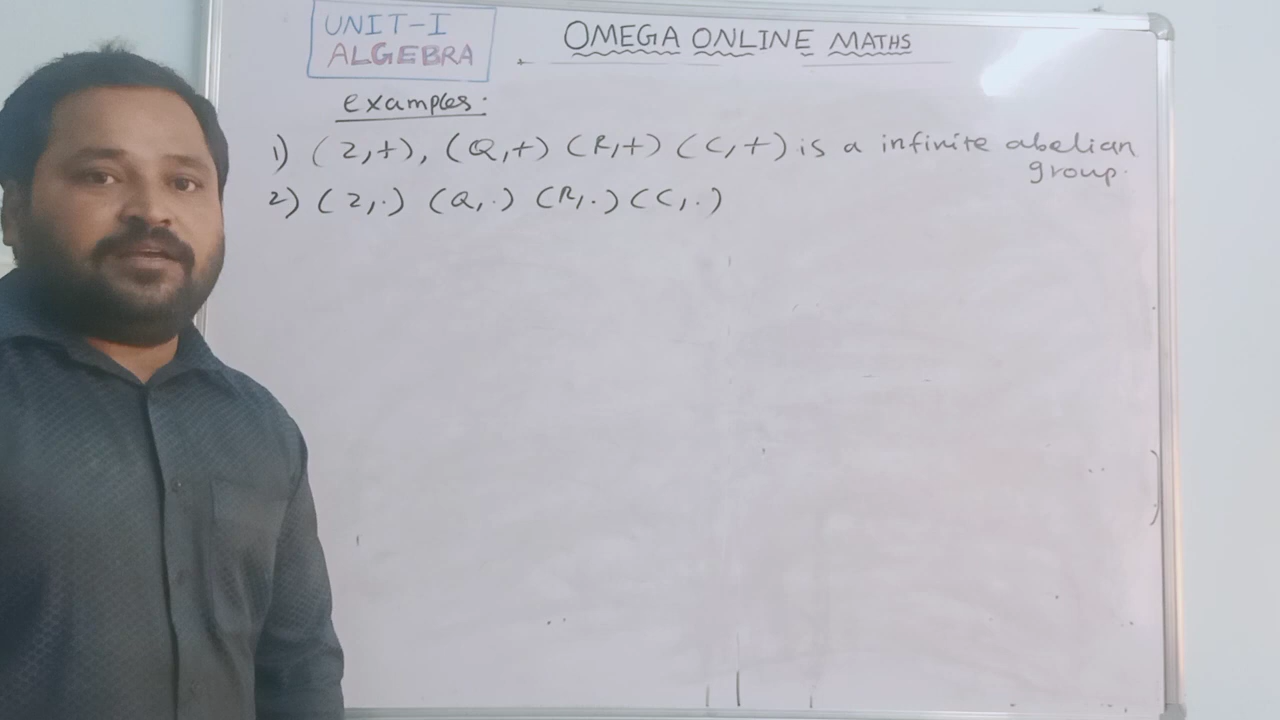 UNIT-I
ALGEBRA
OMEGA ONLINE MATHS
examples:
1) (Z,+), (Q,+) (R,+) (C,+) is a infinite abelian
group.
2) (Z,.) (Q,.) (R,.) (C,.)